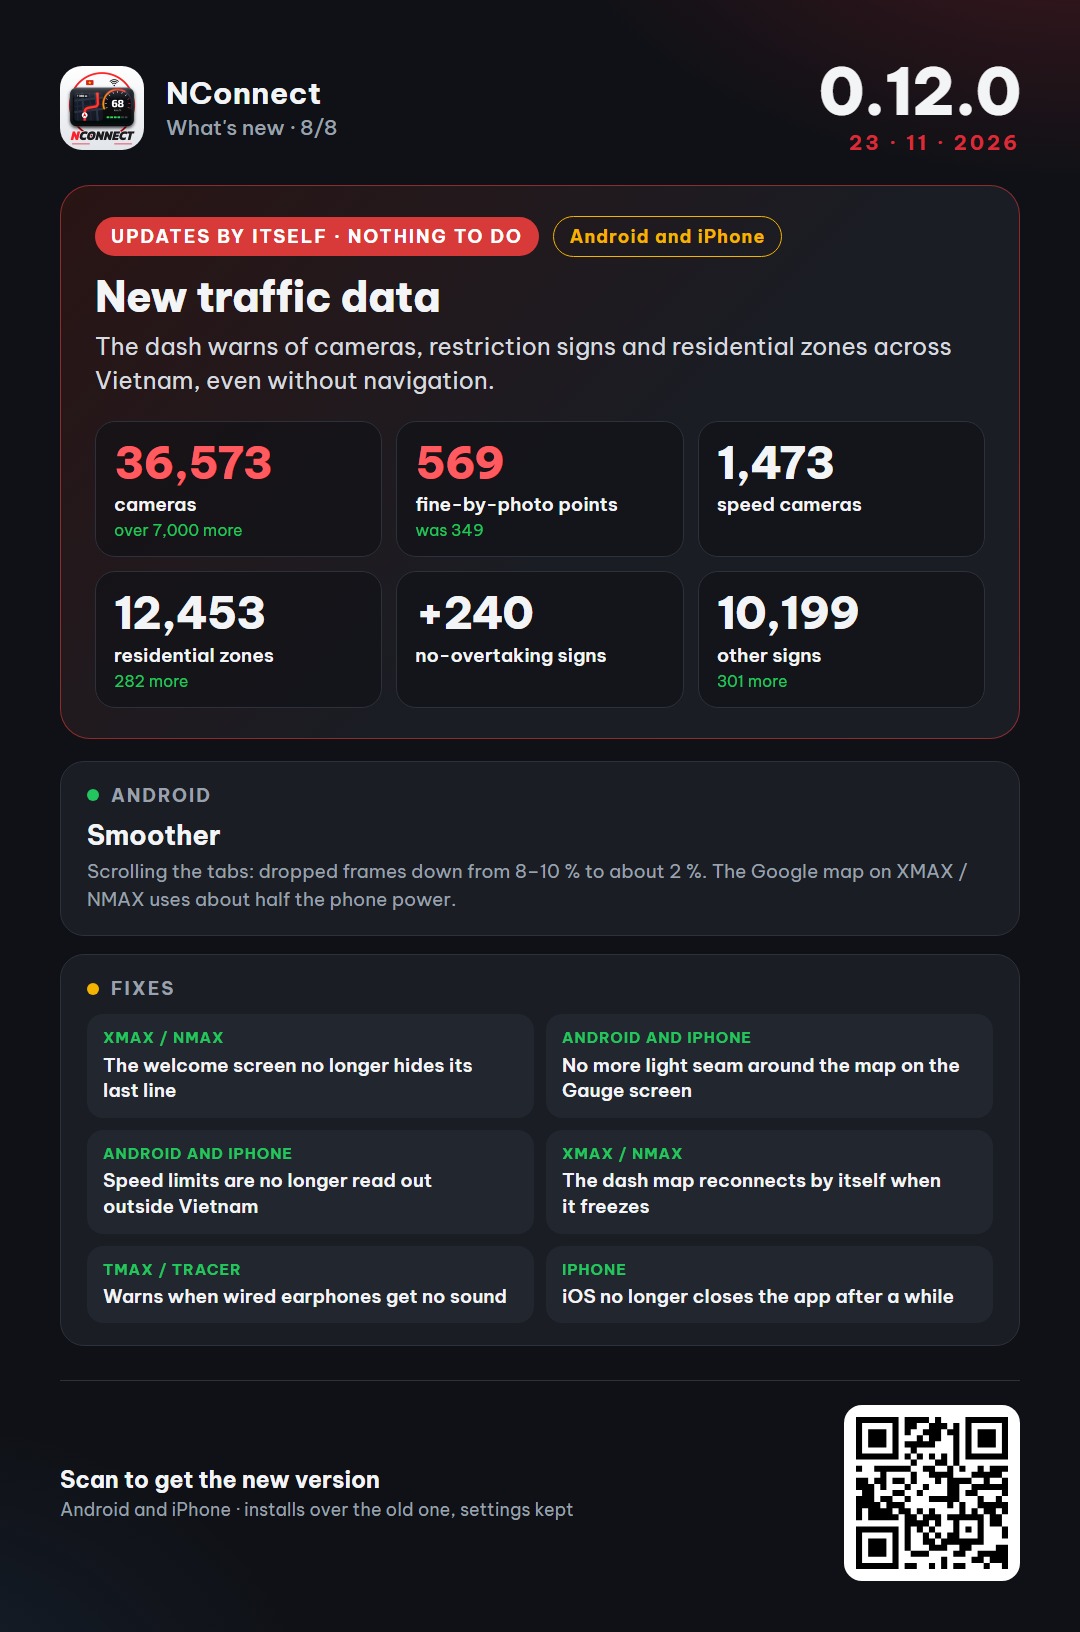 68
NCONNECT
NConnect
What's new · 8/8
0.12.0
23 · 11 · 2026
UPDATES BY ITSELF · NOTHING TO DO
Android and iPhone
New traffic data
The dash warns of cameras, restriction signs and residential zones across
Vietnam, even without navigation.
36,573
cameras
over 7,000 more
569
fine-by-photo points
was 349
1,473
speed cameras
12,453
residential zones
282 more
+240
no-overtaking signs
10,199
other signs
301 more
ANDROID
Smoother
Scrolling the tabs: dropped frames down from 8–10 % to about 2 %. The Google map on XMAX /
NMAX uses about half the phone power.
FIXES
XMAX / NMAX
The welcome screen no longer hides its
last line
ANDROID AND IPHONE
No more light seam around the map on the
Gauge screen
ANDROID AND IPHONE
Speed limits are no longer read out
outside Vietnam
XMAX / NMAX
The dash map reconnects by itself when
it freezes
TMAX / TRACER
Warns when wired earphones get no sound
IPHONE
iOS no longer closes the app after a while
Scan to get the new version
Android and iPhone · installs over the old one, settings kept